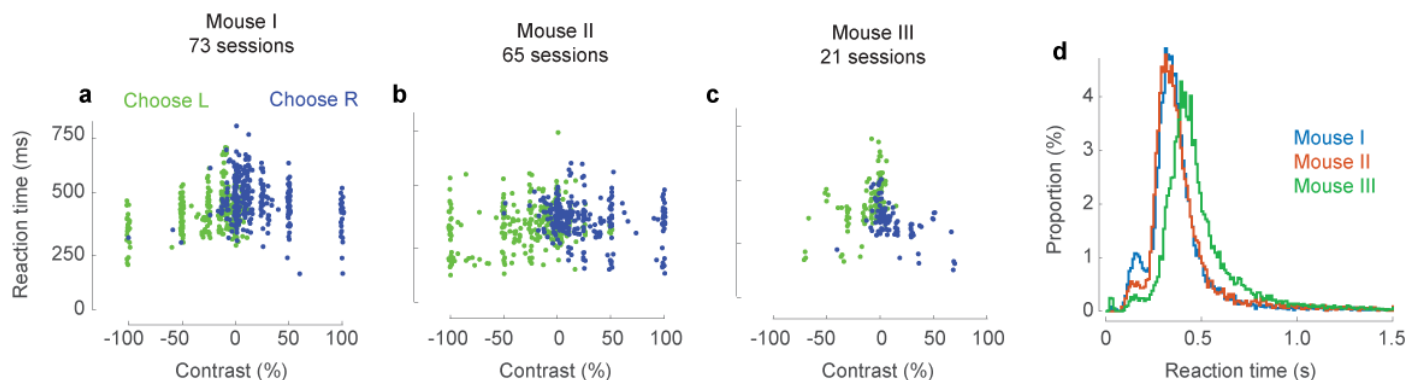 Mouse I
73 sessions
Mouse II
65 sessions
Mouse III
21 sessions
a
Choose L
Choose R
b
c
d
Reaction time (ms)
750
500
250
0
-100
-50
0
50
100
Contrast (%)
-100
-50
0
50
100
Contrast (%)
-100
-50
0
50
100
Contrast (%)
Proportion (%)
4
3
2
1
0
Mouse I
Mouse II
Mouse III
0
0.5
1.0
1.5
Reaction time (s)